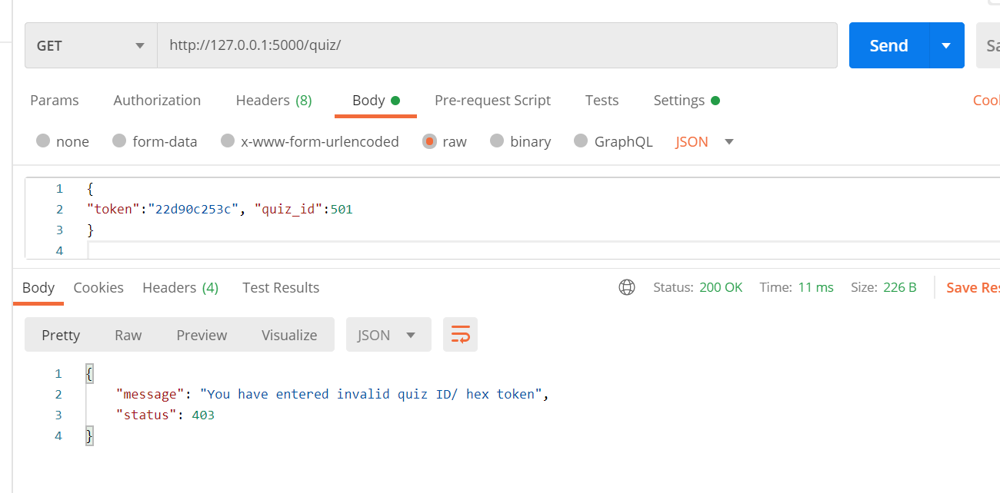 GET http://127.0.0.1:5000/quiz/ Send Sa
Params Authorization Headers (8) Body Pre-request Script Tests Settings Cool
none form-data x-www-form-urlencoded raw binary GraphQL JSON
1 {
2 "token":"22d90c253c", "quiz_id":501
3 }
4
Body Cookies Headers (4) Test Results Status: 200 OK Time: 11 ms Size: 226 B Save Res
Pretty Raw Preview Visualize JSON
1 {
2 "message": "You have entered invalid quiz ID/ hex token",
3 "status": 403
4 }